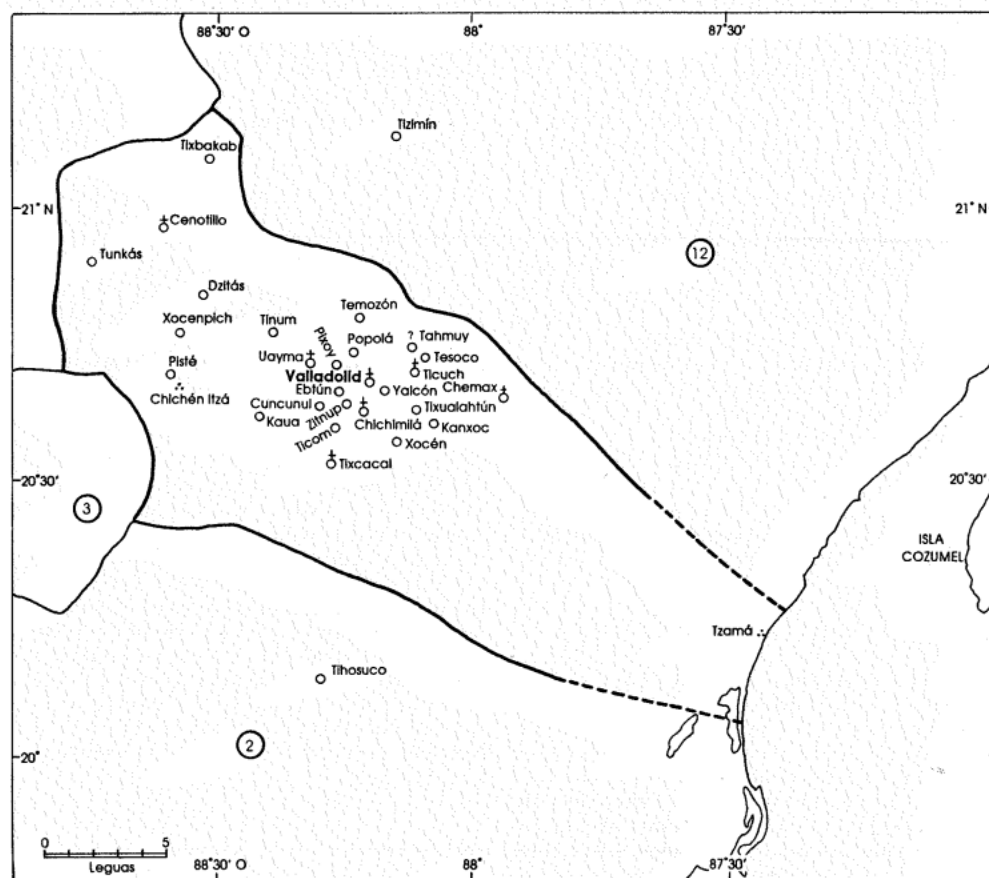 88°30' O
88°
87°30'
Tizimín
Tixbakab
21° N
21° N
Cenotillo
12
Tunkás
Dzitás
Xocenpich
Tinum
Temozón
Pixoy
Popolá
? Tahmuy
Uayma
Tesoco
Pisté
Valladolid
Ticuch
Chichén Itzá
Ebtún
Yalcón
Chemax
Cuncunul
Zitnup
Tixualahtún
Kaua
Chichimilá
Kanxoc
Ticom
Xocén
Tixcacal
20°30'
20°30'
3
ISLA
COZUMEL
Tzamá
Tihosuco
2
20°
0
5
Leguas
88°30' O
88°
87°30'